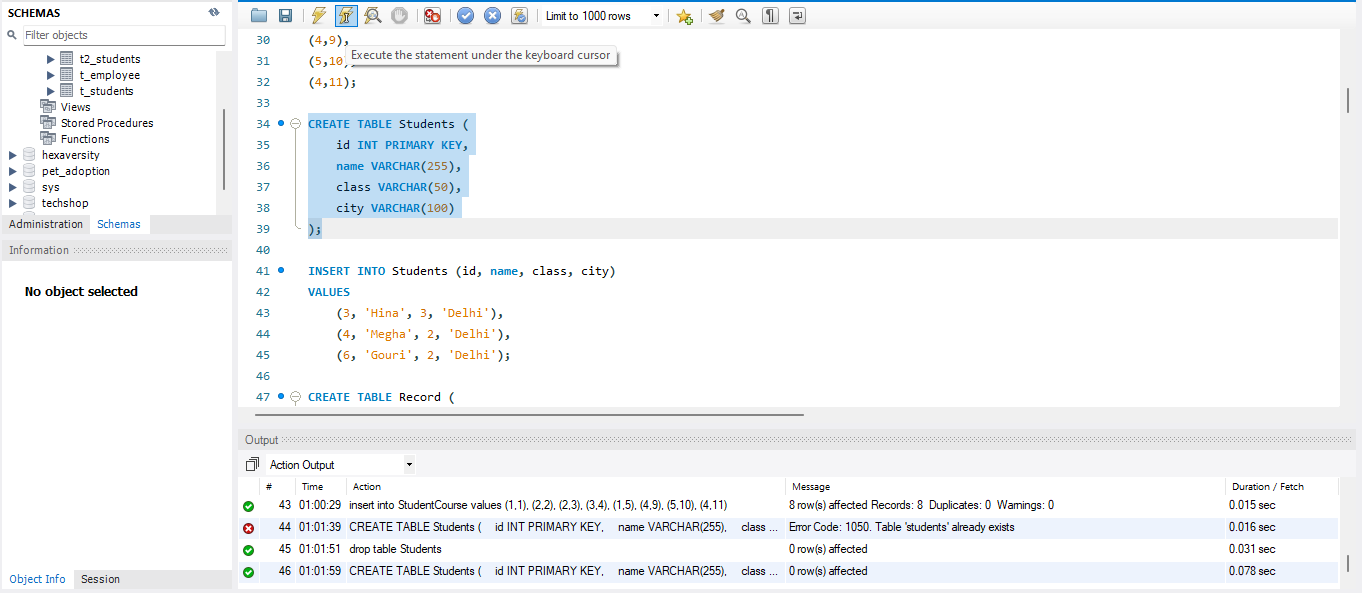 SCHEMAS
Filter objects
t2_students
t_employee
t_students
Views
Stored Procedures
Functions
hexaversity
pet_adoption
sys
techshop
Administration Schemas
Information
No object selected
Object Info Session
Limit to 1000 rows
30 (4,9),
Execute the statement under the keyboard cursor
31 (5,10),
32 (4,11);
33
34 CREATE TABLE Students (
35 id INT PRIMARY KEY,
36 name VARCHAR(255),
37 class VARCHAR(50),
38 city VARCHAR(100)
39 );
40
41 INSERT INTO Students (id, name, class, city)
42 VALUES
43 (3, 'Hina', 3, 'Delhi'),
44 (4, 'Megha', 2, 'Delhi'),
45 (6, 'Gouri', 2, 'Delhi');
46
47 CREATE TABLE Record (
Output
Action Output
# Time Action Message Duration / Fetch
43 01:00:29 insert into StudentCourse values (1,1), (2,2), (2,3), (3,4), (1,5), (4,9), (5,10), (4,11) 8 row(s) affected Records: 8 Duplicates: 0 Warnings: 0 0.015 sec
44 01:01:39 CREATE TABLE Students ( id INT PRIMARY KEY, name VARCHAR(255), class ... Error Code: 1050. Table 'students' already exists 0.016 sec
45 01:01:51 drop table Students 0 row(s) affected 0.031 sec
46 01:01:59 CREATE TABLE Students ( id INT PRIMARY KEY, name VARCHAR(255), class ... 0 row(s) affected 0.078 sec